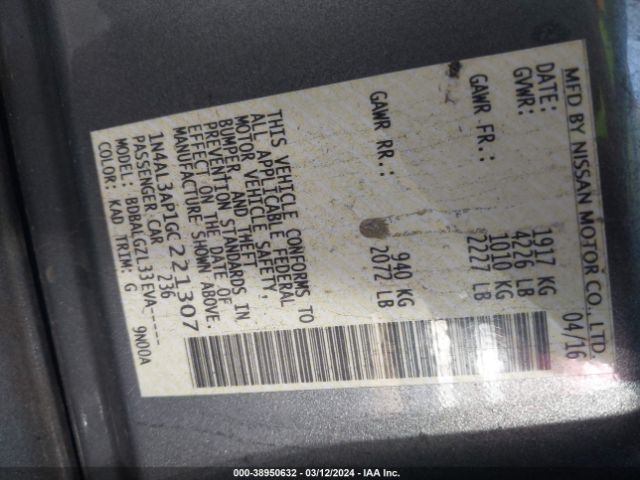 MFD BY NISSAN MOTOR CO., LTD.
DATE: 04/16
GVWR: 1917 KG
4226 LB
GAWR FR.: 1010 KG
2227 LB
GAWR RR.: 940 KG
2072 LB
THIS VEHICLE CONFORMS TO
ALL APPLICABLE FEDERAL
MOTOR VEHICLE SAFETY,
BUMPER, AND THEFT
PREVENTION STANDARDS IN
EFFECT ON THE DATE OF
MANUFACTURE SHOWN ABOVE.
1N4AL3AP1GC221307
PASSENGER CAR 236
MODEL: BDBALGZL33EVA-----
COLOR: KAD TRIM: G 9N00A
000-38950632 - 03/12/2024 - IAA Inc.